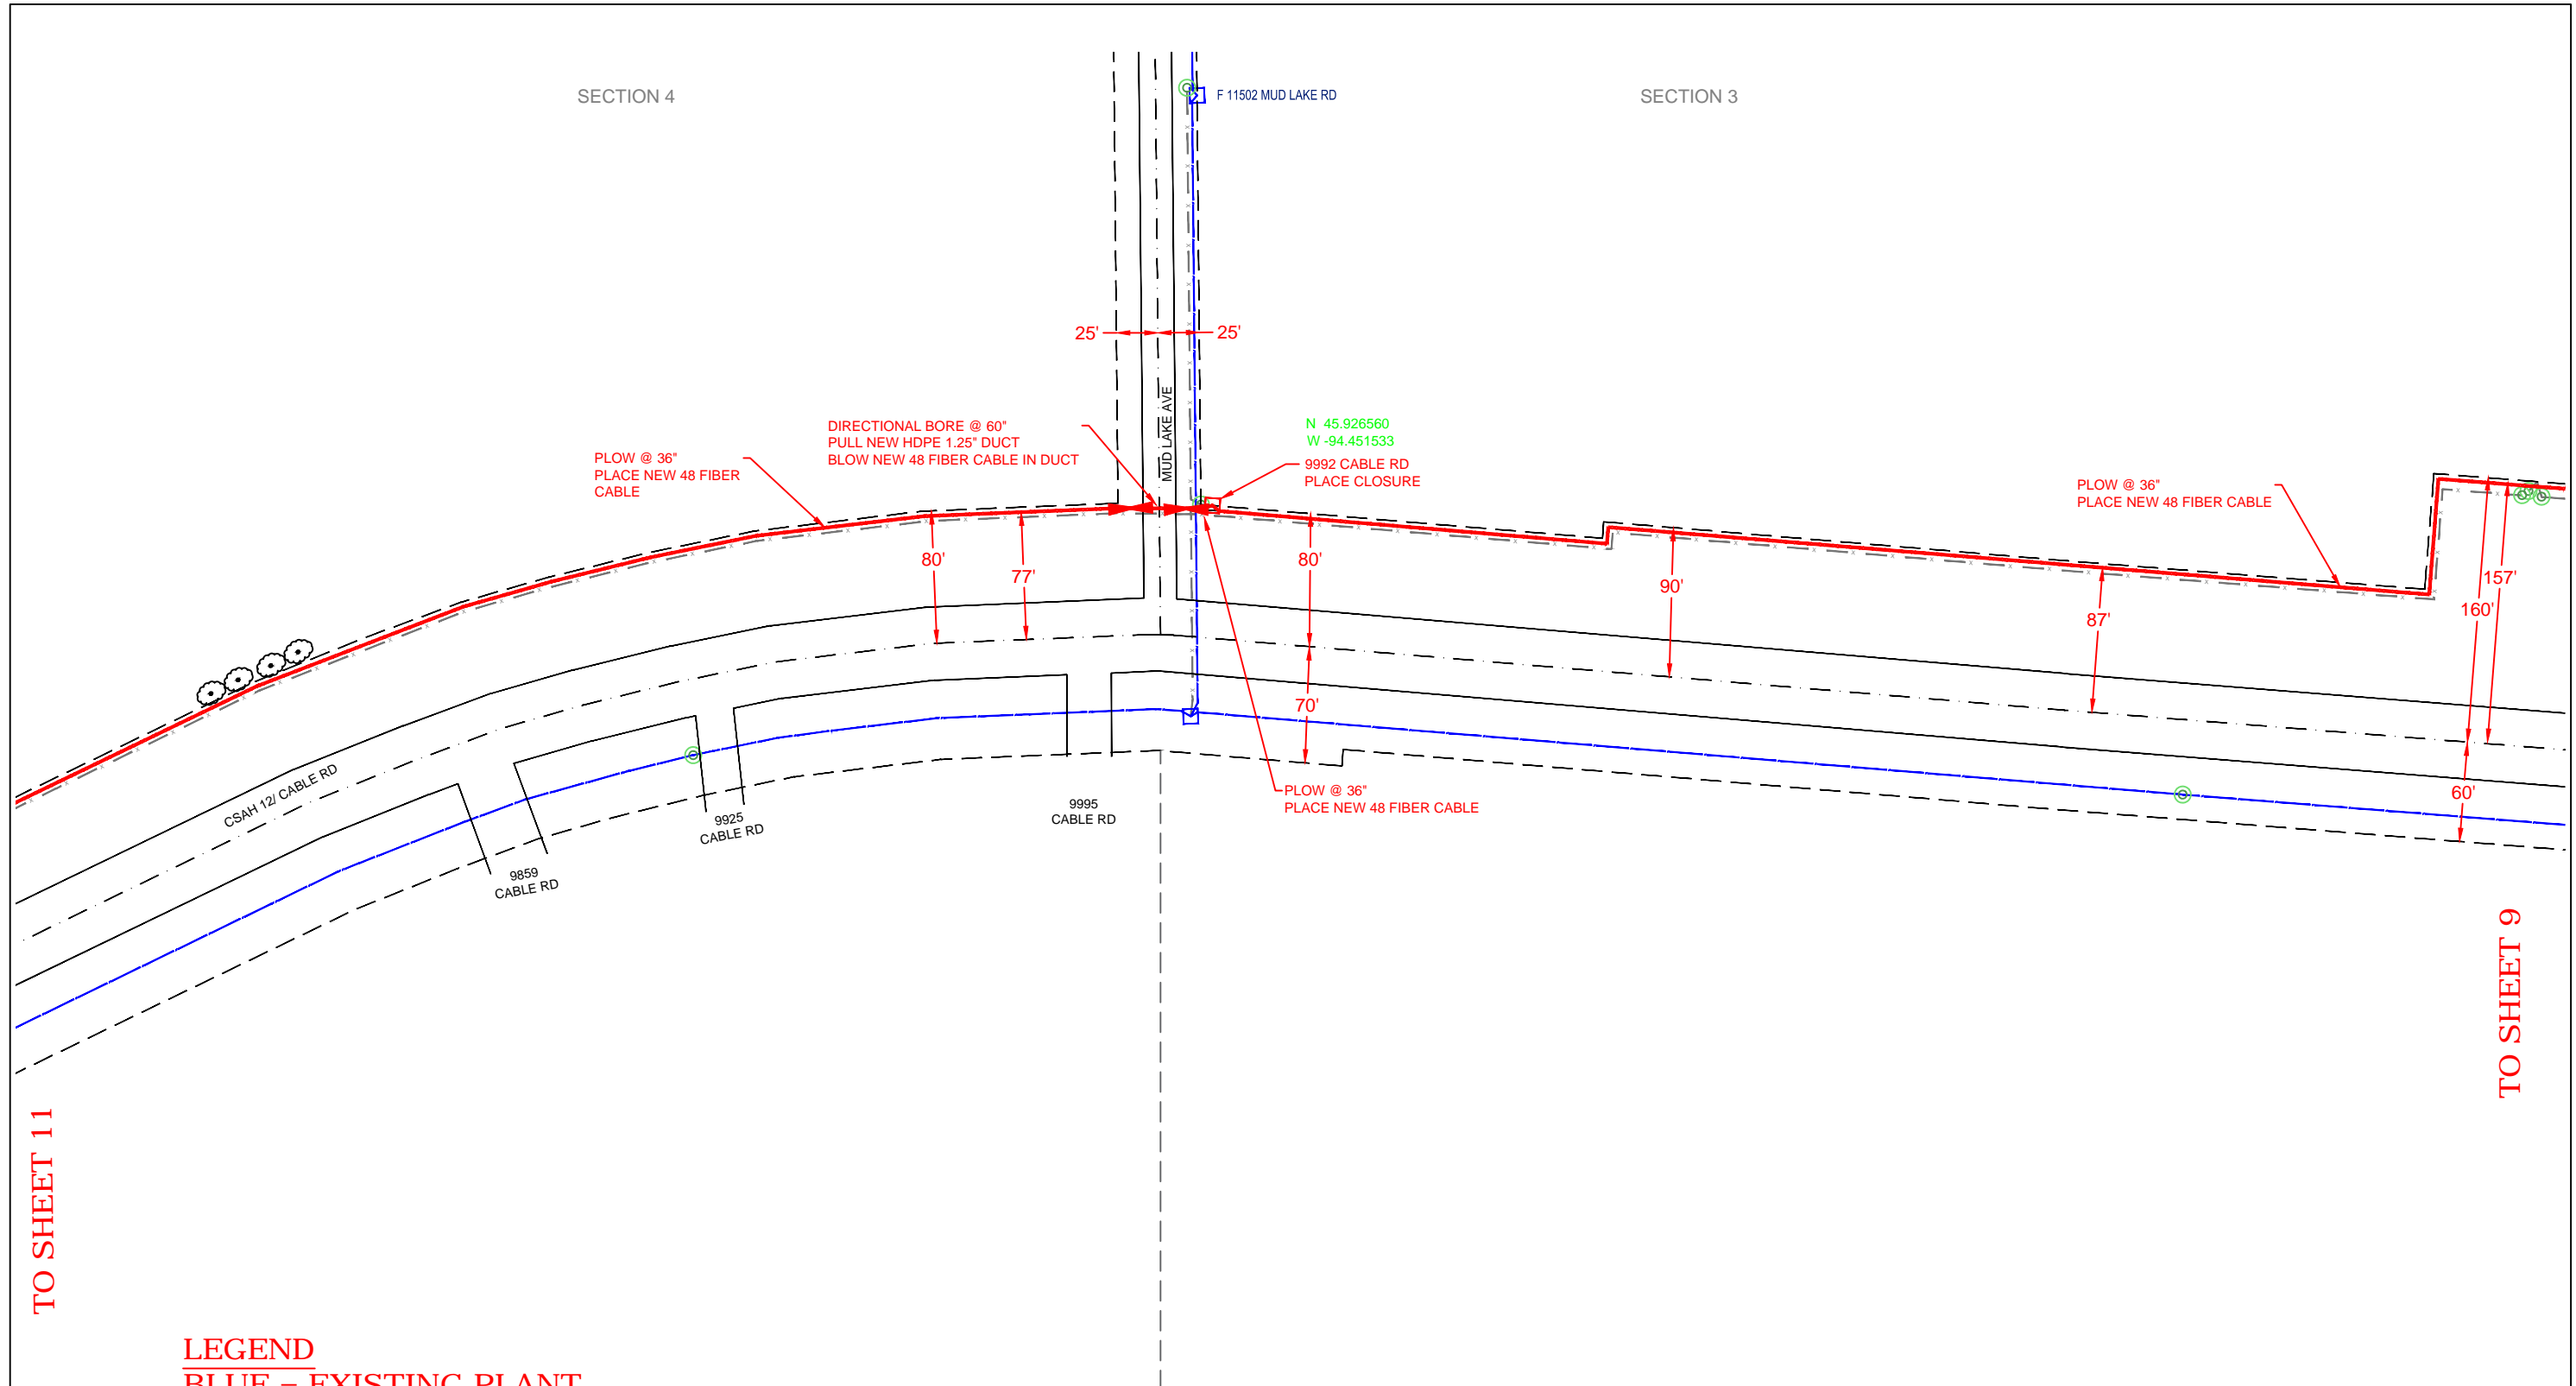 SECTION 4
SECTION 3
F 11502 MUD LAKE RD
25'
25'
MUD LAKE AVE
DIRECTIONAL BORE @ 60"
PULL NEW HDPE 1.25" DUCT
BLOW NEW 48 FIBER CABLE IN DUCT
N 45.926560
W -94.451533
9992 CABLE RD
PLACE CLOSURE
PLOW @ 36"
PLACE NEW 48 FIBER
CABLE
PLOW @ 36"
PLACE NEW 48 FIBER CABLE
80'
77'
80'
90'
87'
157'
160'
70'
60'
PLOW @ 36"
PLACE NEW 48 FIBER CABLE
CSAH 12/ CABLE RD
9859
CABLE RD
9925
CABLE RD
9995
CABLE RD
TO SHEET 9
TO SHEET 11
LEGEND
BLUE = EXISTING PLANT